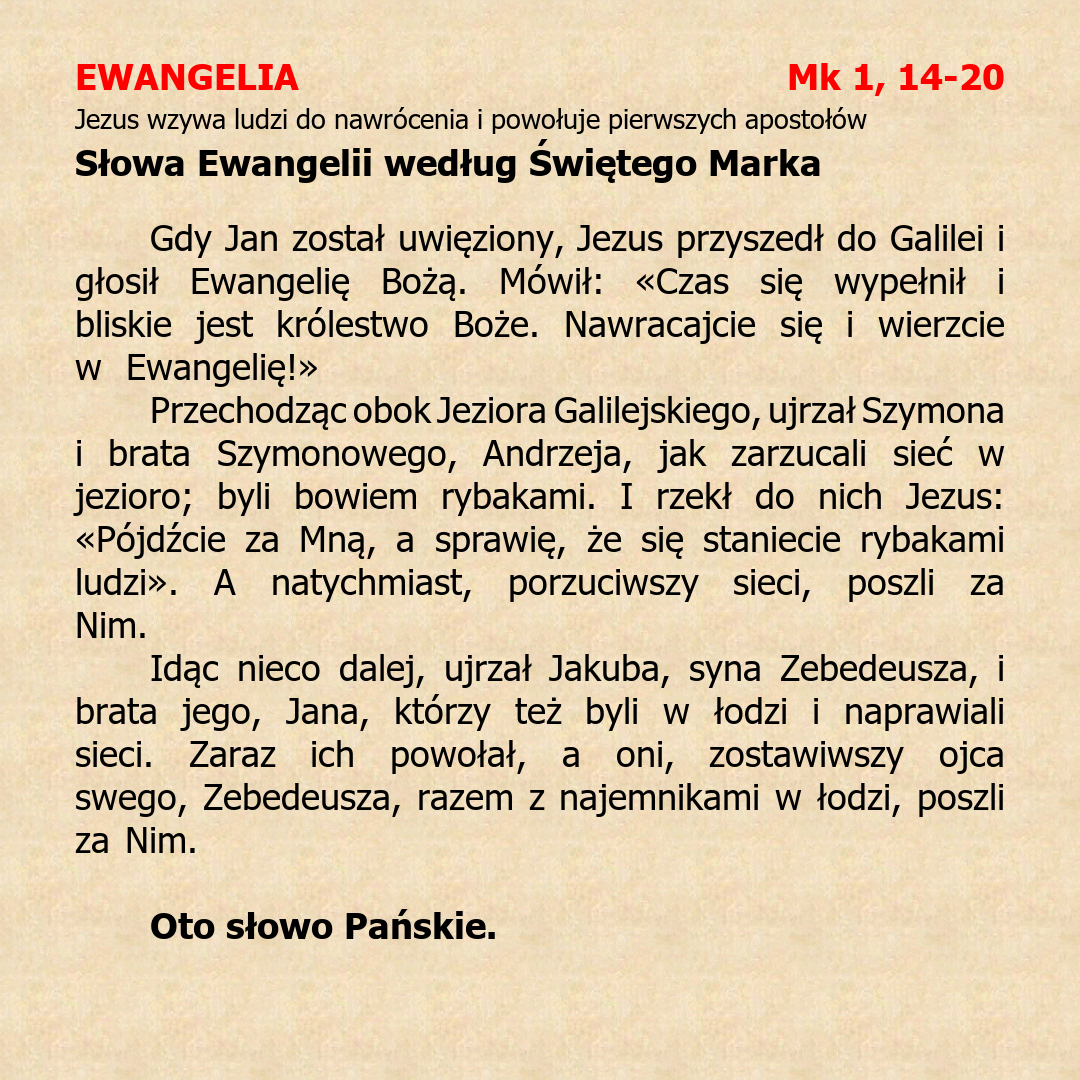 EWANGELIA Mk 1, 14-20
Jezus wzywa ludzi do nawrócenia i powołuje pierwszych apostołów
Słowa Ewangelii według Świętego Marka
Gdy Jan został uwięziony, Jezus przyszedł do Galilei i
głosił Ewangelię Bożą. Mówił: «Czas się wypełnił i
bliskie jest królestwo Boże. Nawracajcie się i wierzcie
w Ewangelię!»
Przechodząc obok Jeziora Galilejskiego, ujrzał Szymona
i brata Szymonowego, Andrzeja, jak zarzucali sieć w
jezioro; byli bowiem rybakami. I rzekł do nich Jezus:
«Pójdźcie za Mną, a sprawię, że się staniecie rybakami
ludzi». A natychmiast, porzuciwszy sieci, poszli za
Nim.
Idąc nieco dalej, ujrzał Jakuba, syna Zebedeusza, i
brata jego, Jana, którzy też byli w łodzi i naprawiali
sieci. Zaraz ich powołał, a oni, zostawiwszy ojca
swego, Zebedeusza, razem z najemnikami w łodzi, poszli
za Nim.
Oto słowo Pańskie.